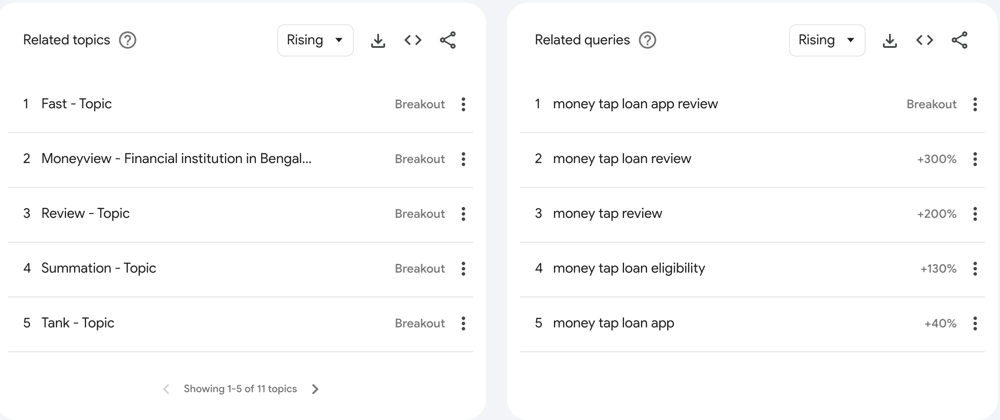 Related topics
Rising
1 Fast - Topic Breakout
2 Moneyview - Financial institution in Bengal... Breakout
3 Review - Topic Breakout
4 Summation - Topic Breakout
5 Tank - Topic Breakout
Showing 1-5 of 11 topics
Related queries
Rising
1 money tap loan app review Breakout
2 money tap loan review +300%
3 money tap review +200%
4 money tap loan eligibility +130%
5 money tap loan app +40%